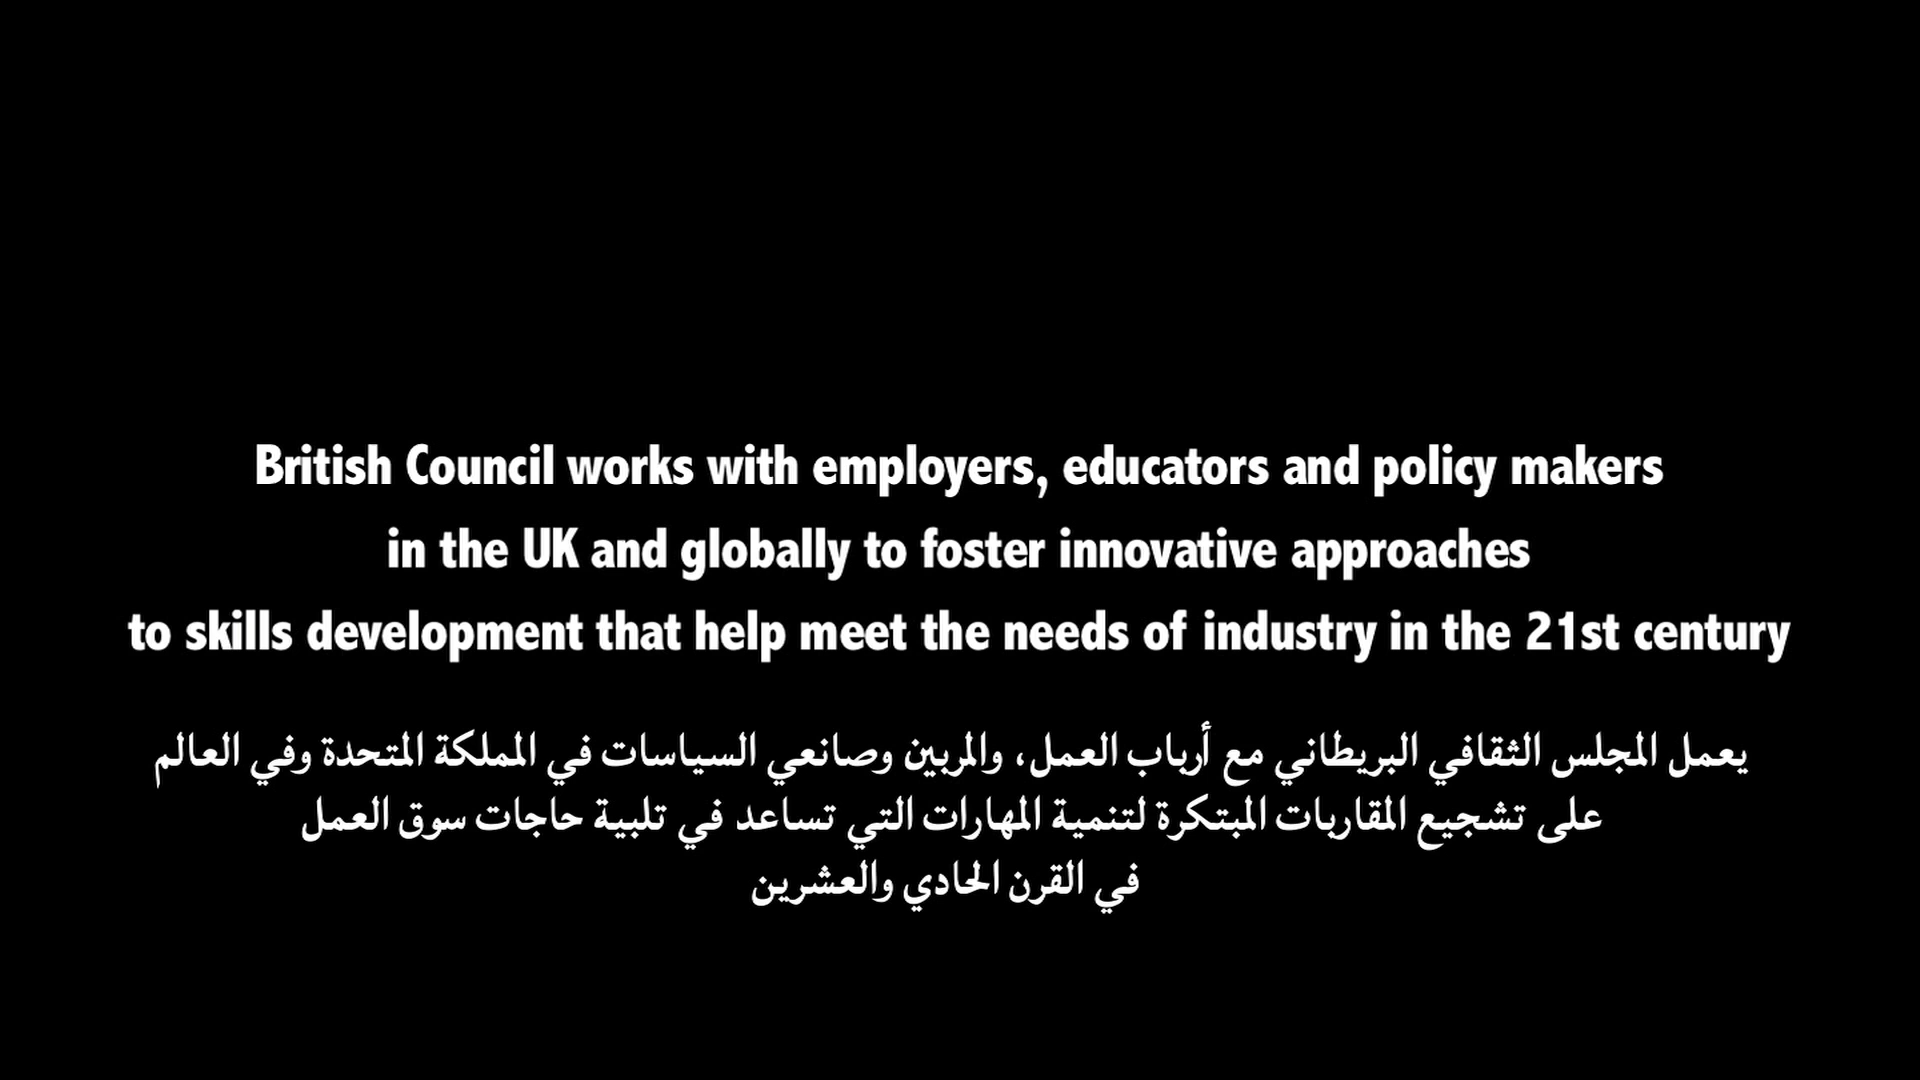 British Council works with employers, educators and policy makers
in the UK and globally to foster innovative approaches
to skills development that help meet the needs of industry in the 21st century
يعمل المجلس الثقافي البريطاني مع أرباب العمل، والمربين وصانعي السياسات في المملكة المتحدة وفي العالم
على تشجيع المقاربات المبتكرة لتنمية المهارات التي تساعد في تلبية حاجات سوق العمل
في القرن الحادي والعشرين